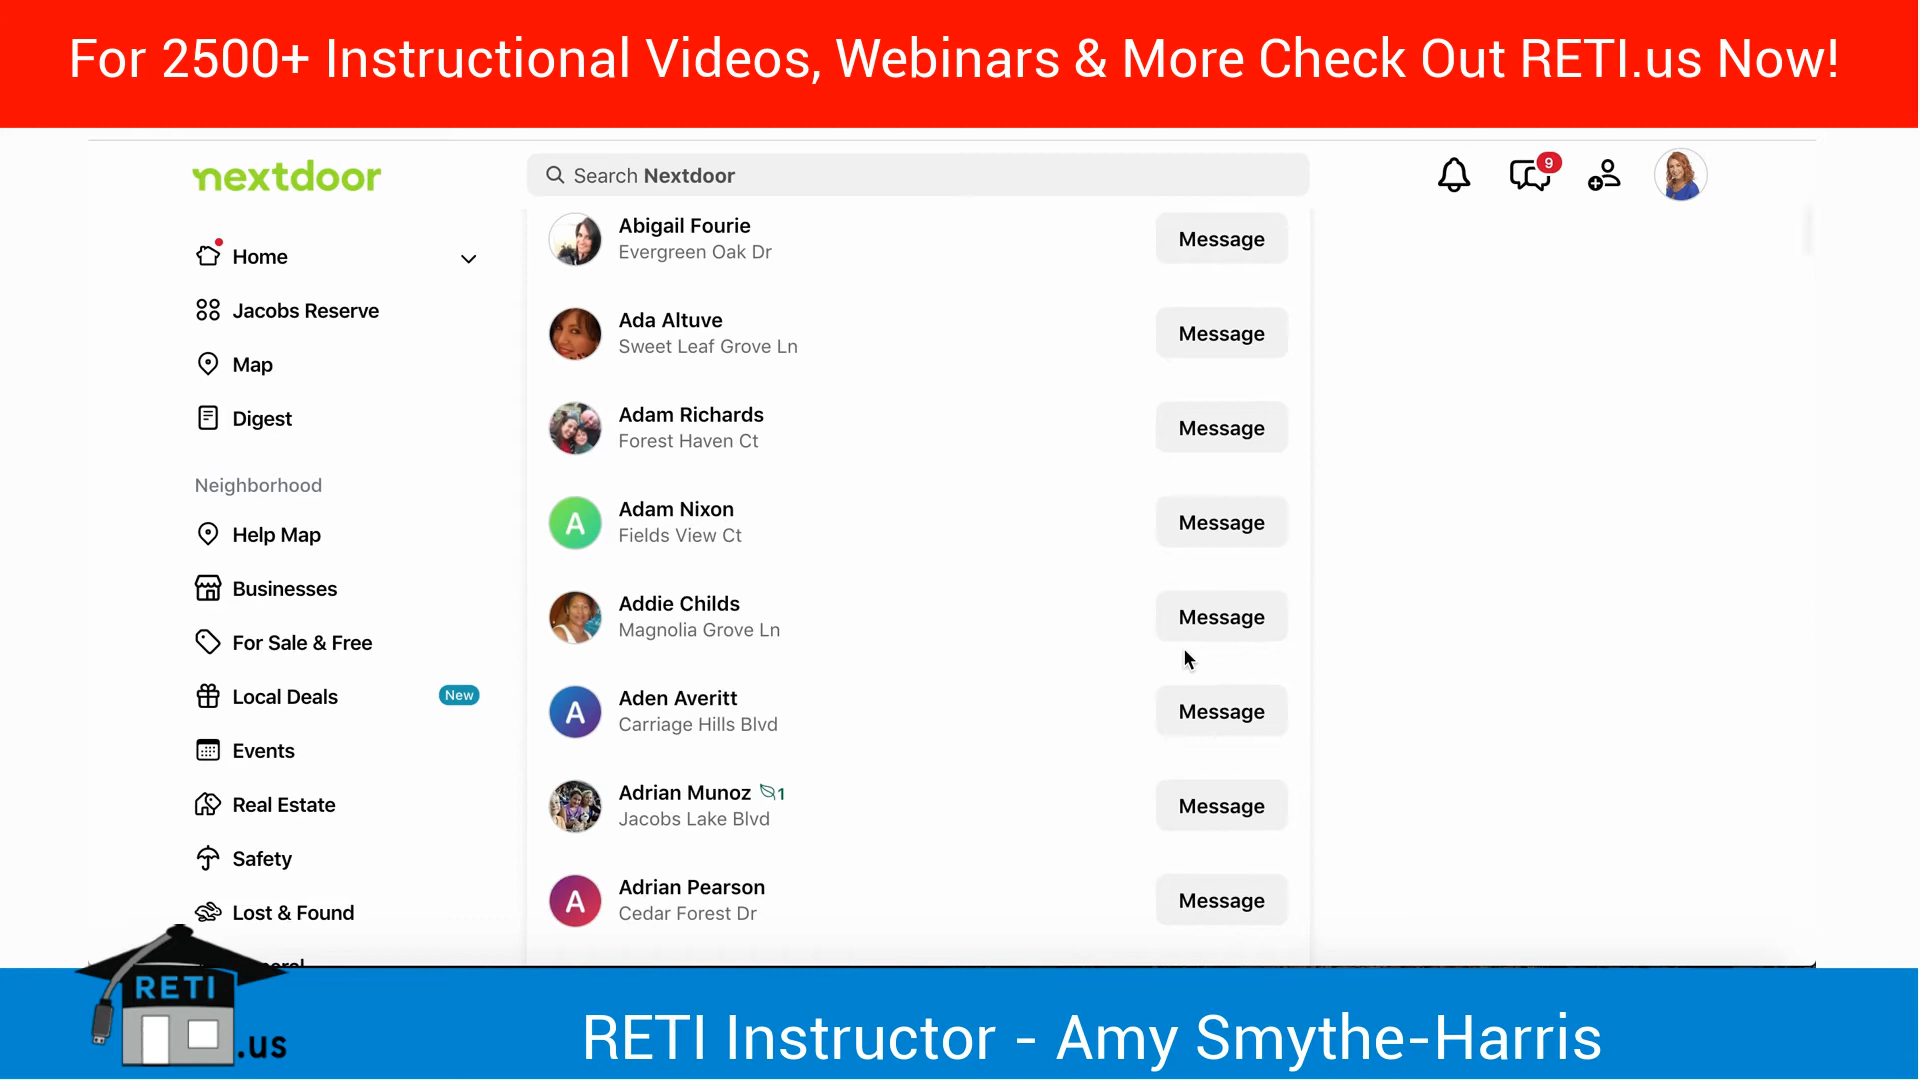 For 2500+ Instructional Videos, Webinars & More Check Out RETI.us Now!
nextdoor
Search Nextdoor
9
Home
Jacobs Reserve
Map
Digest
Neighborhood
Help Map
Businesses
For Sale & Free
Local Deals New
Events
Real Estate
Safety
Lost & Found
Abigail Fourie
Evergreen Oak Dr
Message
Ada Altuve
Sweet Leaf Grove Ln
Message
Adam Richards
Forest Haven Ct
Message
A
Adam Nixon
Fields View Ct
Message
Addie Childs
Magnolia Grove Ln
Message
A
Aden Averitt
Carriage Hills Blvd
Message
Adrian Munoz 1
Jacobs Lake Blvd
Message
A
Adrian Pearson
Cedar Forest Dr
Message
RETI
.us
RETI Instructor - Amy Smythe-Harris